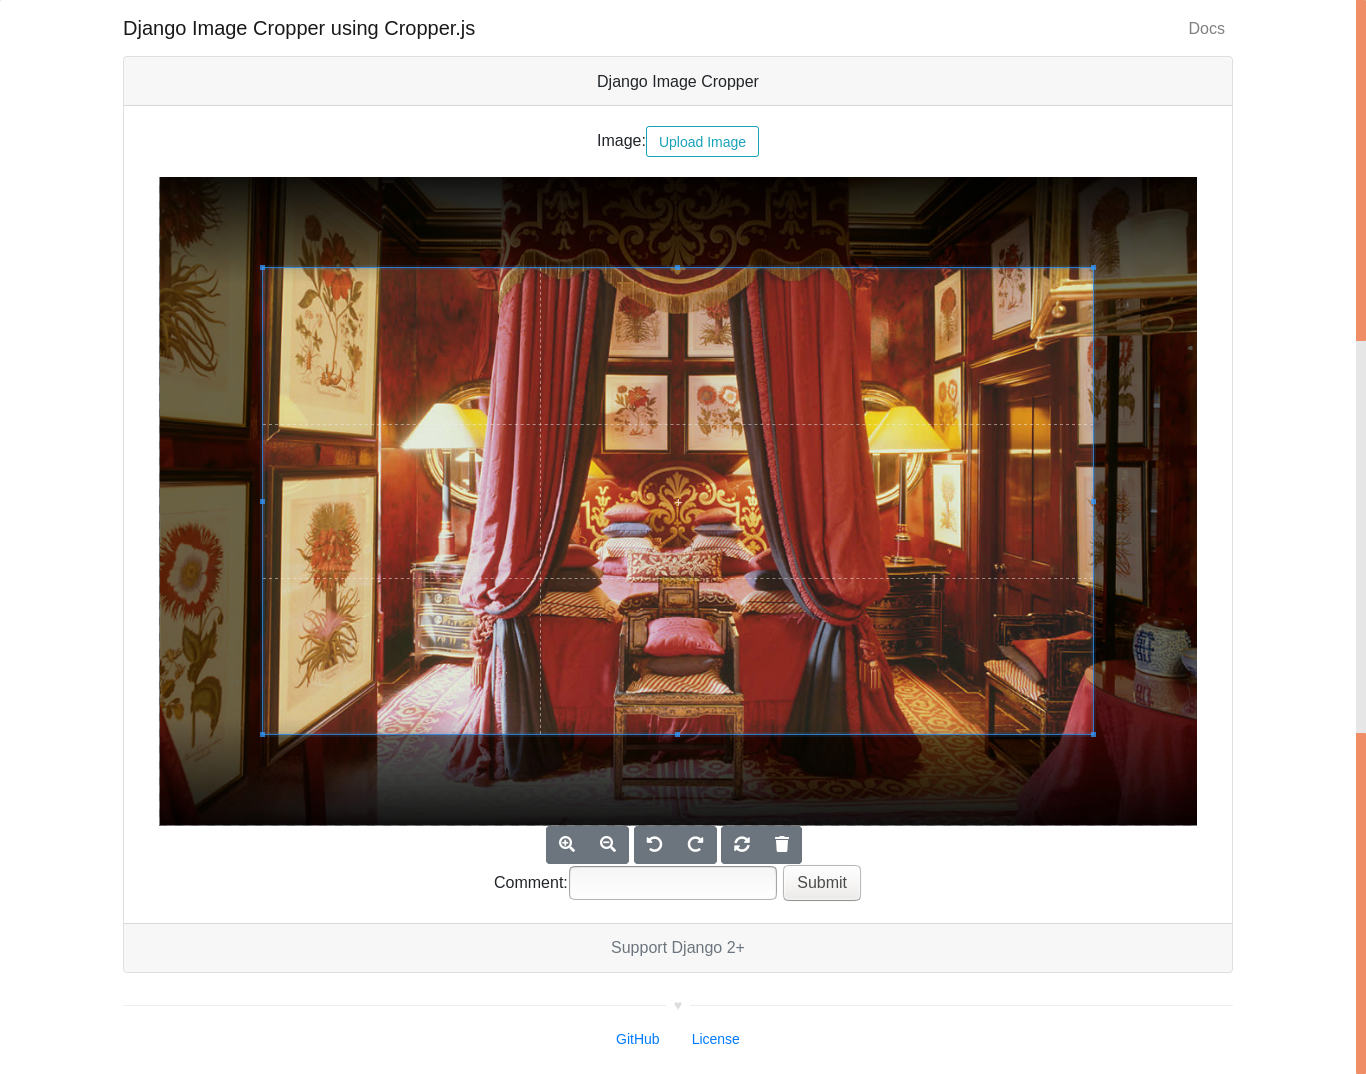 Django Image Cropper using Cropper.js
Docs
Django Image Cropper
Image: Upload Image
Comment: Submit
Support Django 2+
♥
GitHub License